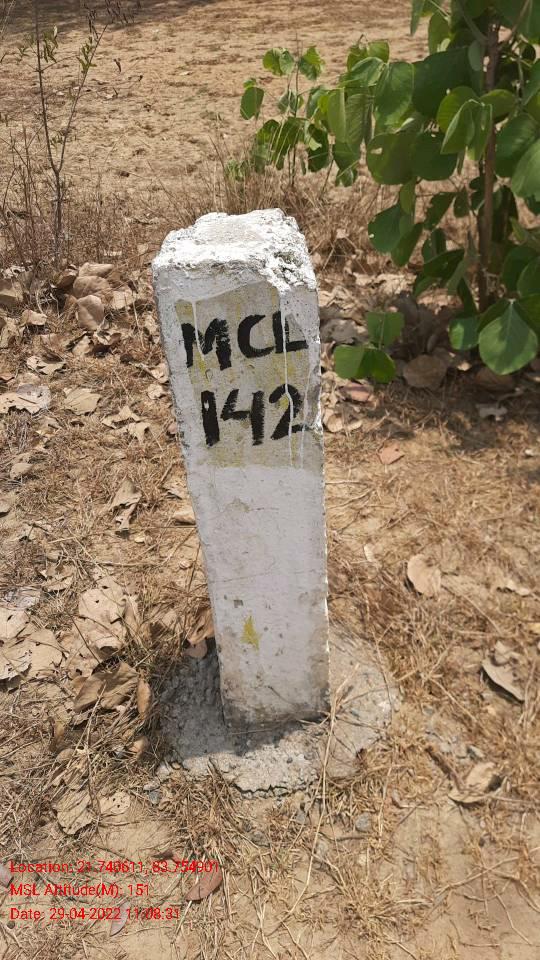 MCL
142
Location: 21.740611, 83.754901
MSL Altitude(M): 151
Date: 29-04-2022 11:08:31